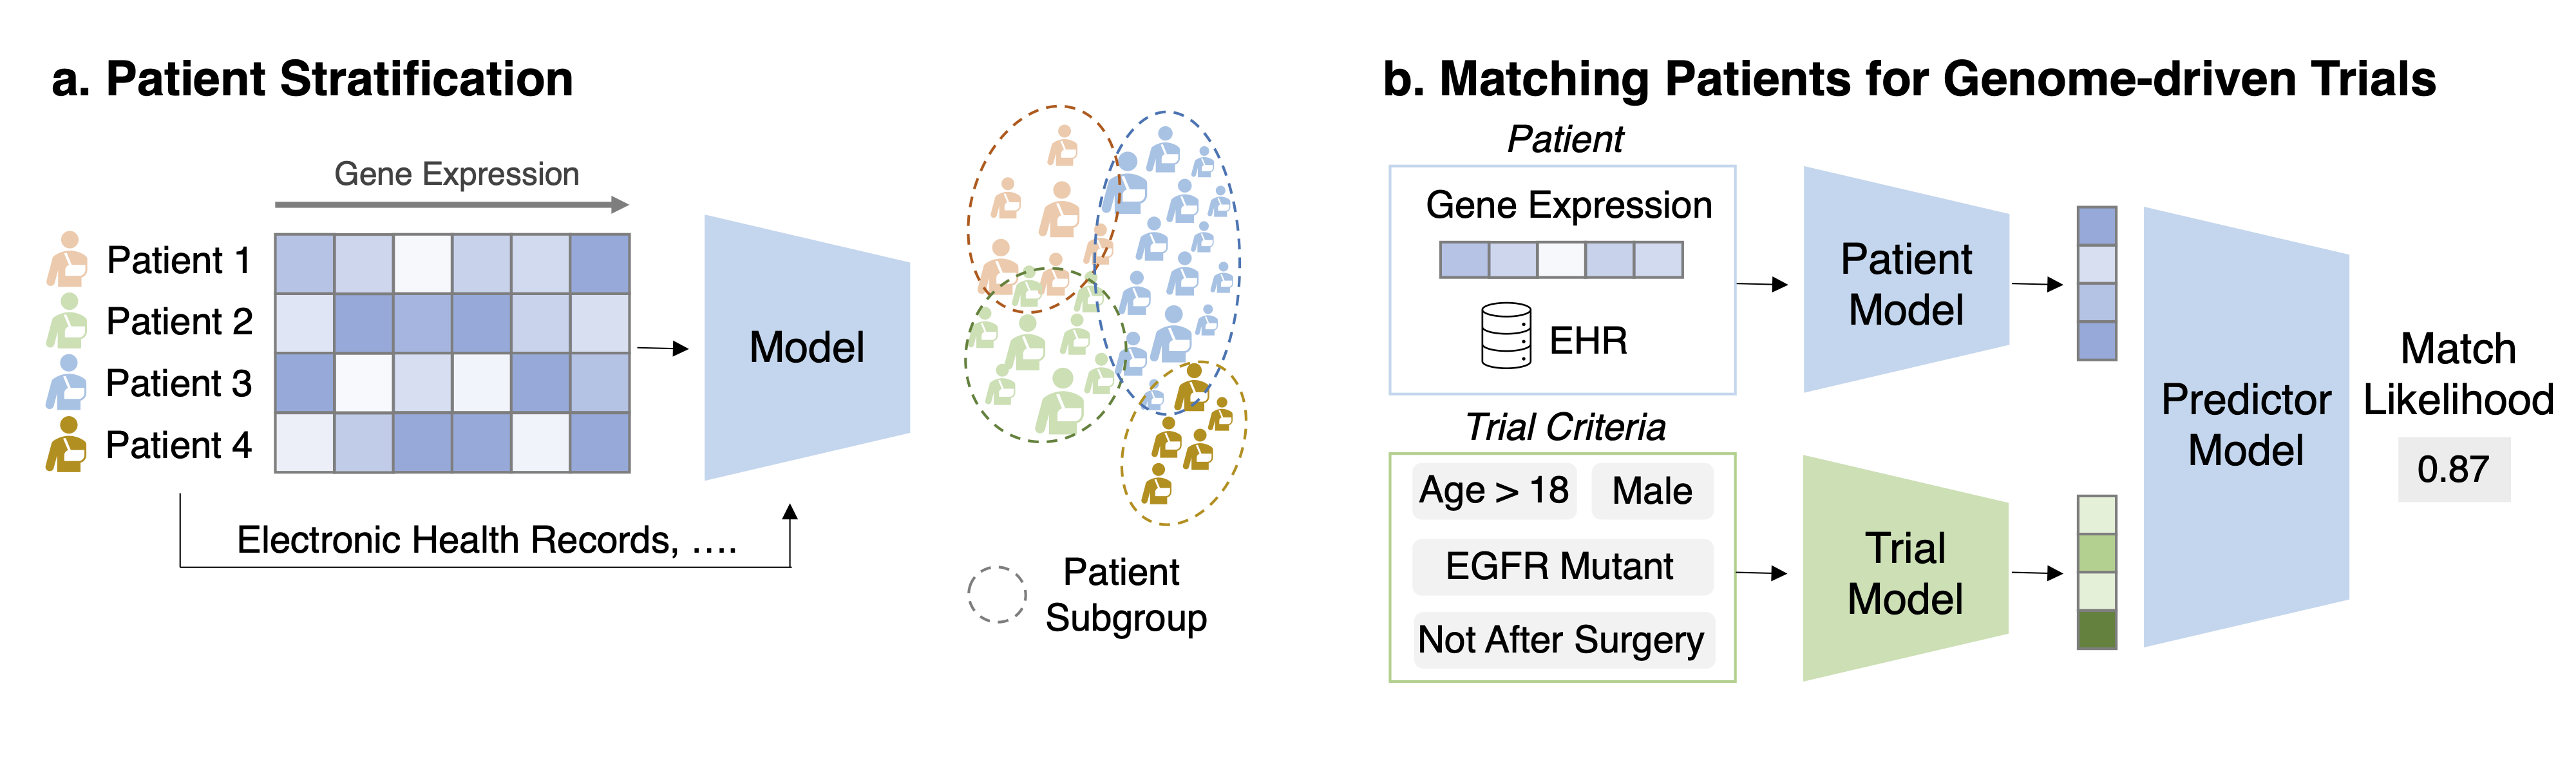 a. Patient Stratification
Gene Expression
Patient 1
Patient 2
Patient 3
Patient 4
Model
Electronic Health Records, ....
Patient
Subgroup
b. Matching Patients for Genome-driven Trials
Patient
Gene Expression
EHR
Patient
Model
Trial Criteria
Age > 18
Male
EGFR Mutant
Not After Surgery
Trial
Model
Predictor
Model
Match
Likelihood
0.87